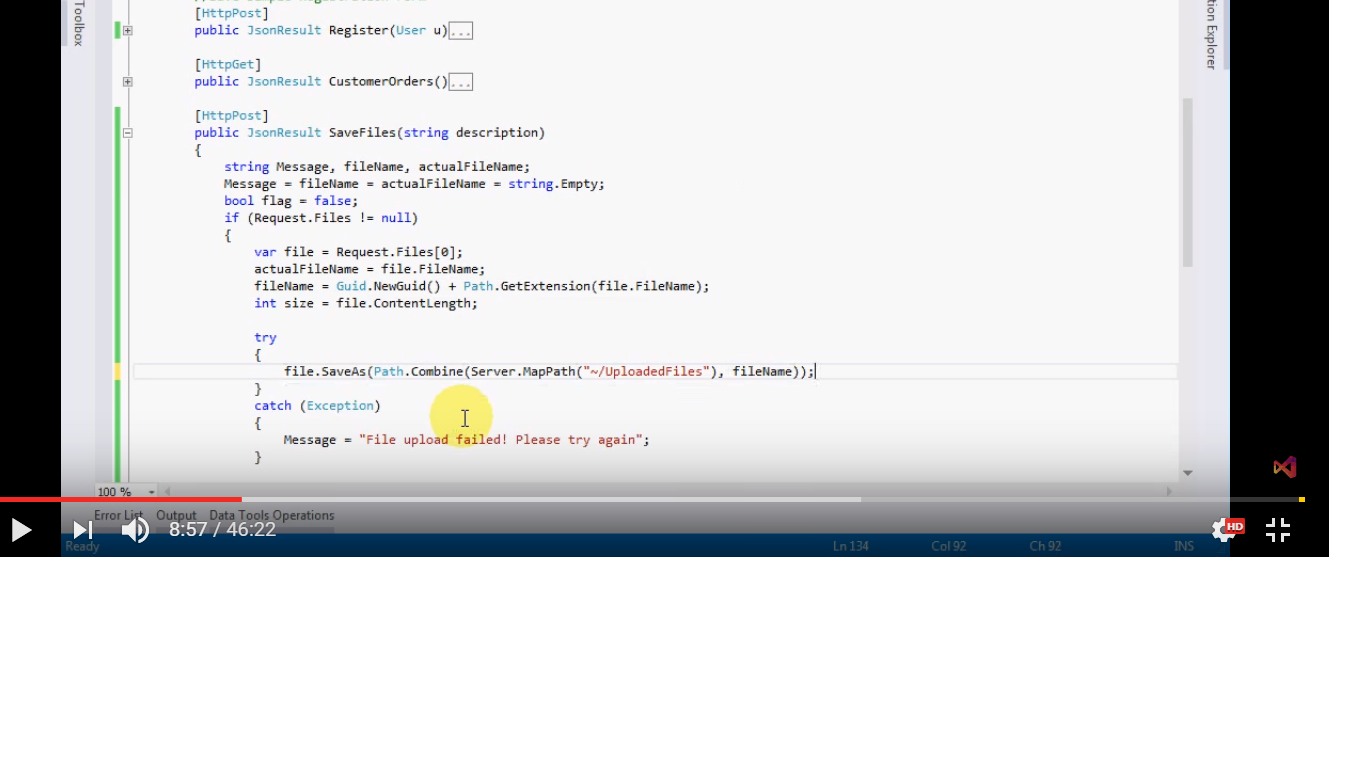 Toolbox
[HttpPost]
public JsonResult Register(User u)...
[HttpGet]
public JsonResult CustomerOrders()...
[HttpPost]
public JsonResult SaveFiles(string description)
{
string Message, fileName, actualFileName;
Message = fileName = actualFileName = string.Empty;
bool flag = false;
if (Request.Files != null)
{
var file = Request.Files[0];
actualFileName = file.FileName;
fileName = Guid.NewGuid() + Path.GetExtension(file.FileName);
int size = file.ContentLength;
try
{
file.SaveAs(Path.Combine(Server.MapPath("~/UploadedFiles"), fileName));
}
catch (Exception)
{
Message = "File upload failed! Please try again";
}
tion Explorer
100 %
Error List Output Data Tools Operations
8:57 / 46:22
HD
Ready Ln 134 Col 92 Ch 92 INS